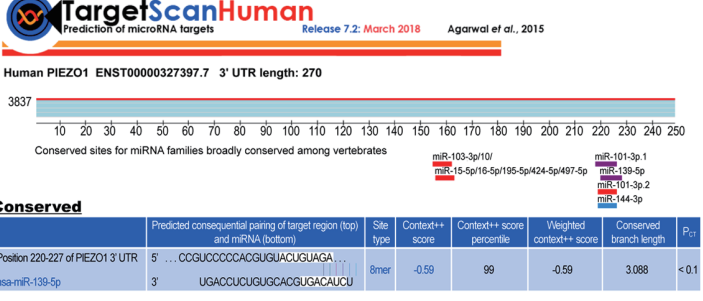 TargetScanHuman
Prediction of microRNA targets Release 7.2: March 2018 Agarwal et al., 2015
Human PIEZO1 ENST00000327397.7 3' UTR length: 270
3837
10 20 30 40 50 60 70 80 90 100 110 120 130 140 150 160 170 180 190 200 210 220 230 240 250
Conserved sites for miRNA families broadly conserved among vertebrates
miR-103-3p/10/ miR-101-3p.1
miR-15-5p/16-5p/195-5p/424-5p/497-5p miR-139-5p
miR-101-3p.2
miR-144-3p
Conserved
Predicted consequential pairing of target region (top) and miRNA (bottom) Site type Context++ score Context++ score percentile Weighted context++ score Conserved branch length PCT
Position 220-227 of PIEZO1 3' UTR 5' ...CCGUCCCCCACGUGUACUGUAGA...
hsa-miR-139-5p 3' UGACCUCUGUGCACGUGACAUCU 8mer -0.59 99 -0.59 3.088 < 0.1